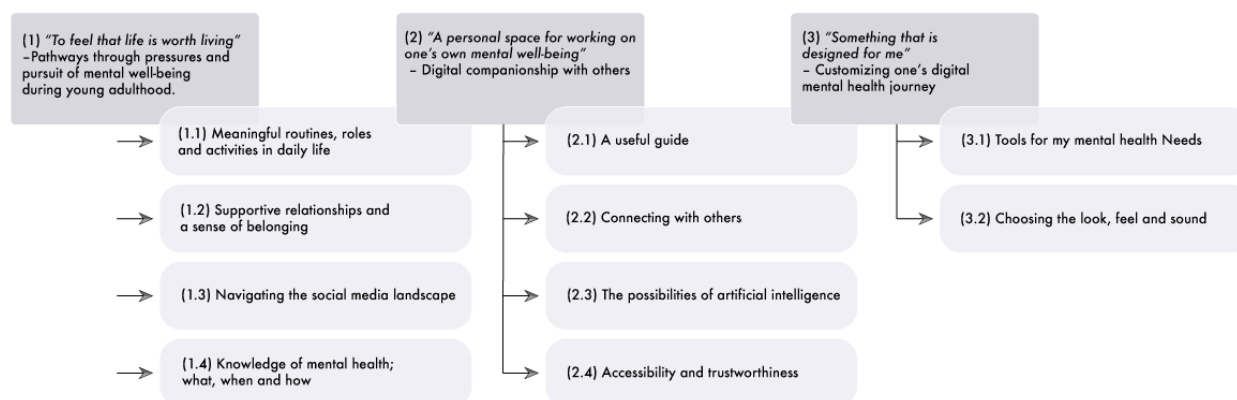 (1) “To feel that life is worth living”
–Pathways through pressures and
pursuit of mental well-being
during young adulthood.
(1.1) Meaningful routines, roles
and activities in daily life
(1.2) Supportive relationships and
a sense of belonging
(1.3) Navigating the social media landscape
(1.4) Knowledge of mental health;
what, when and how
(2) “A personal space for working on
one’s own mental well-being”
– Digital companionship with others
(2.1) A useful guide
(2.2) Connecting with others
(2.3) The possibilities of artificial intelligence
(2.4) Accessibility and trustworthiness
(3) “Something that is
designed for me”
– Customizing one’s digital
mental health journey
(3.1) Tools for my mental health Needs
(3.2) Choosing the look, feel and sound